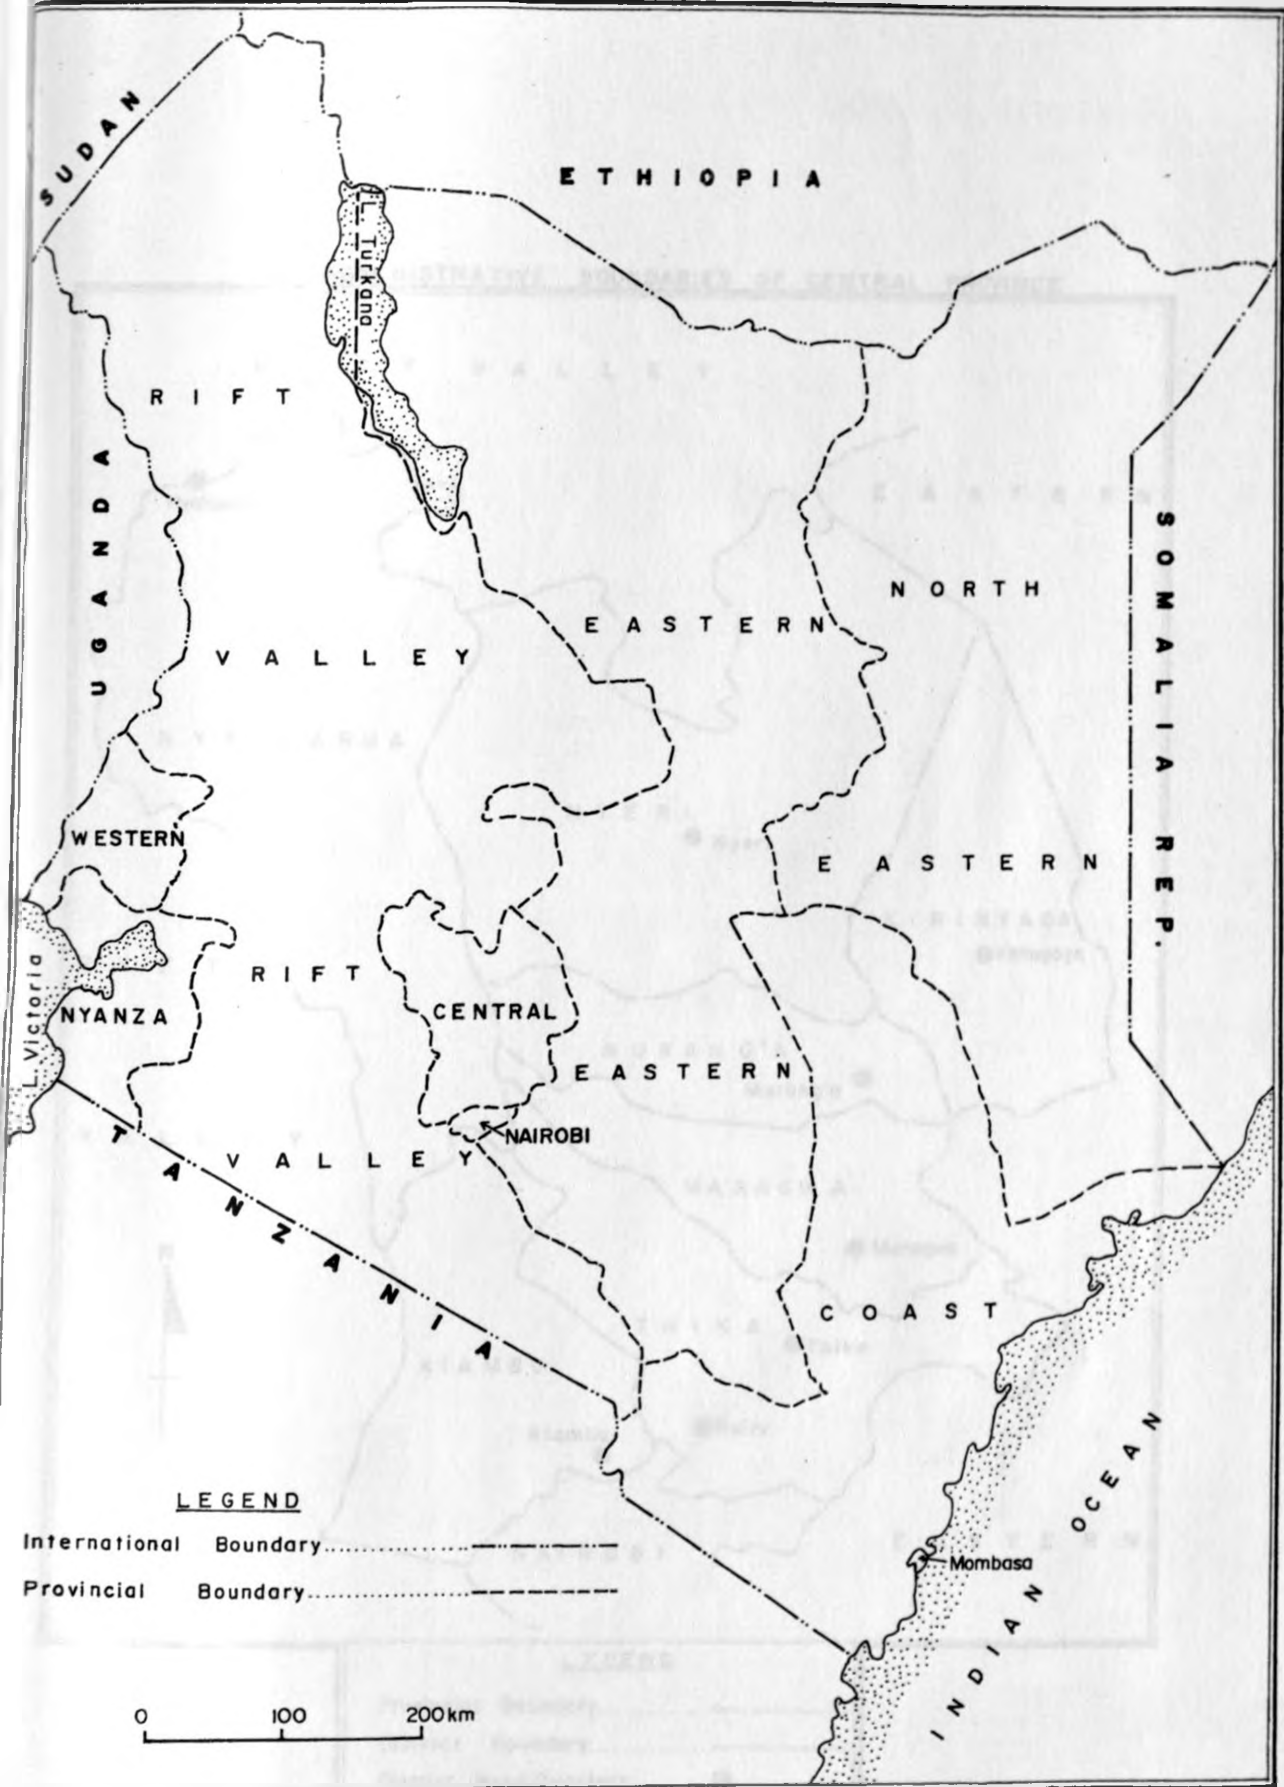 SUDAN
ETHIOPIA
L. Turkana
RIFT
UGANDA
SOMALIA REP.
NORTH
EASTERN
VALLEY
WESTERN
EASTERN
L. Victoria
RIFT
NYANZA
CENTRAL
EASTERN
NAIROBI
TANZANIA
VALLEY
COAST
INDIAN OCEAN
LEGEND
International Boundary
Provincial Boundary
Mombasa
0 100 200km